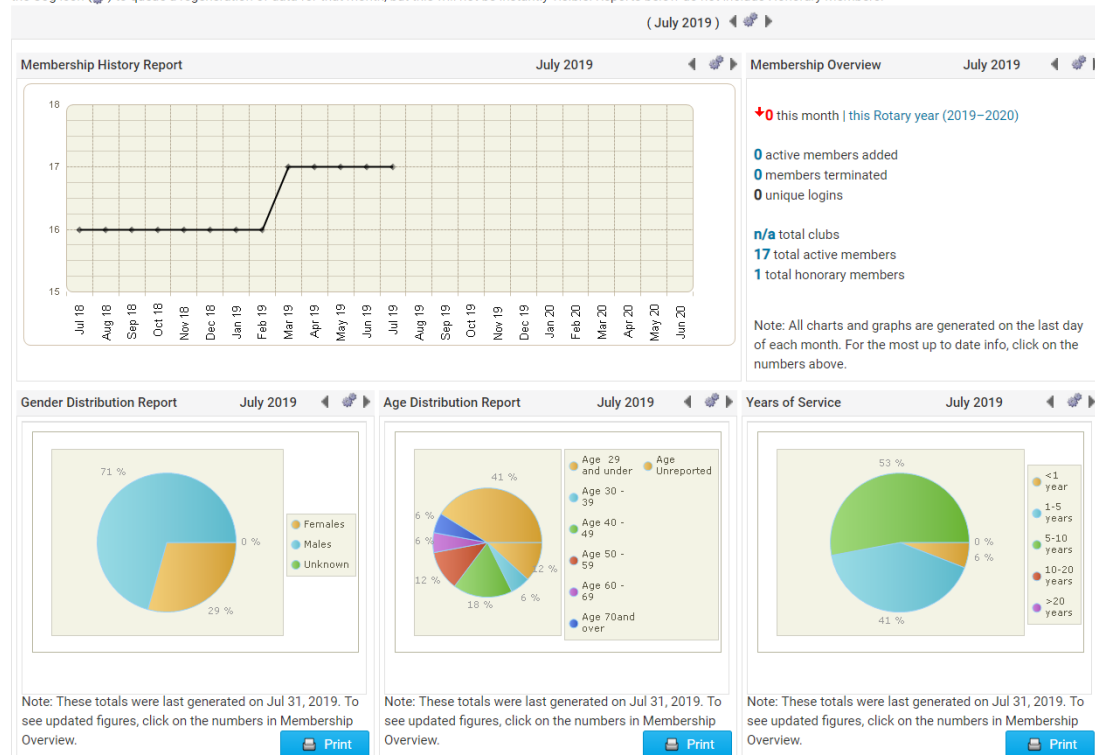 ( July 2019 )
Membership History Report July 2019
18
17
16
15
Jul 18 Aug 18 Sep 18 Oct 18 Nov 18 Dec 18 Jan 19 Feb 19 Mar 19 Apr 19 May 19 Jun 19 Jul 19 Aug 19 Sep 19 Oct 19 Nov 19 Dec 19 Jan 20 Feb 20 Mar 20 Apr 20 May 20 Jun 20
Membership Overview July 2019
0 this month | this Rotary year (2019–2020)
0 active members added
0 members terminated
0 unique logins
n/a total clubs
17 total active members
1 total honorary members
Note: All charts and graphs are generated on the last day
of each month. For the most up to date info, click on the
numbers above.
Gender Distribution Report July 2019
71 %
0 %
29 %
Females
Males
Unknown
Note: These totals were last generated on Jul 31, 2019. To
see updated figures, click on the numbers in Membership
Overview.
Print
Age Distribution Report July 2019
41 %
6 %
6 %
12 %
18 %
6 %
12 %
Age 29
and under
Age
Unreported
Age 30 -
39
Age 40 -
49
Age 50 -
59
Age 60 -
69
Age 70and
over
Note: These totals were last generated on Jul 31, 2019. To
see updated figures, click on the numbers in Membership
Overview.
Print
Years of Service July 2019
53 %
0 %
6 %
41 %
<1
year
1-5
years
5-10
years
10-20
years
>20
years
Note: These totals were last generated on Jul 31, 2019. To
see updated figures, click on the numbers in Membership
Overview.
Print